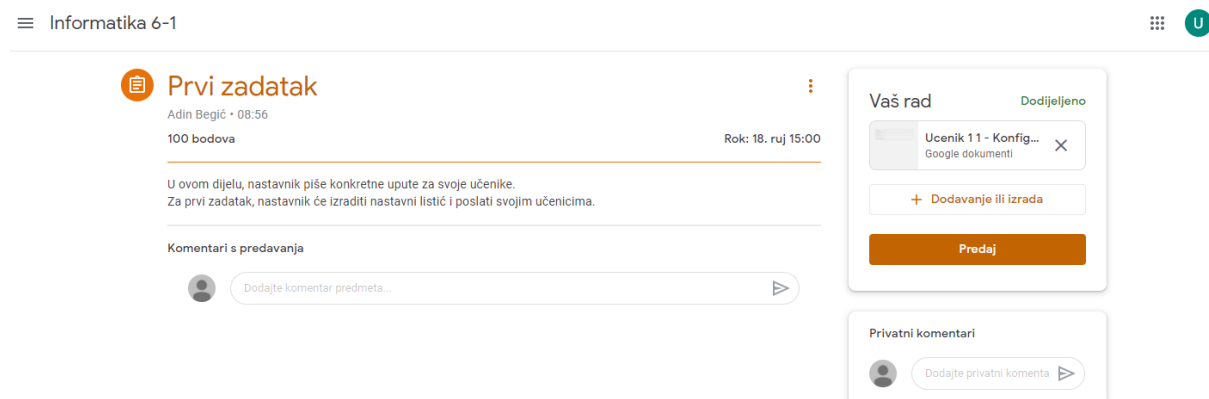 Informatika 6-1
U
Prvi zadatak
Adin Begić • 08:56
100 bodova
Rok: 18. ruj 15:00
U ovom dijelu, nastavnik piše konkretne upute za svoje učenike.
Za prvi zadatak, nastavnik će izraditi nastavni listić i poslati svojim učenicima.
Komentari s predavanja
Dodajte komentar predmeta...
Vaš rad
Dodijeljeno
Ucenik 1 1 - Konfig...
Google dokumenti
+ Dodavanje ili izrada
Predaj
Privatni komentari
Dodajte privatni komenta